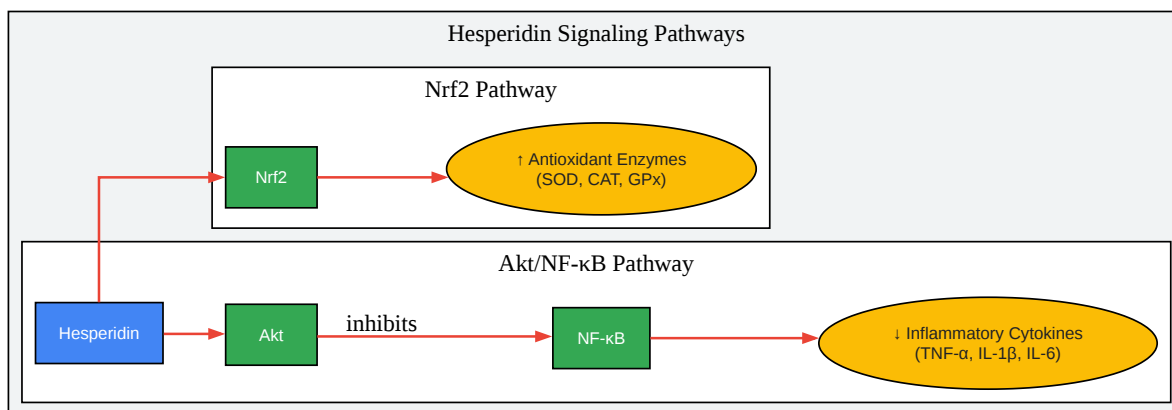 Hesperidin Signaling Pathways
Nrf2 Pathway
Nrf2
↑ Antioxidant Enzymes
(SOD, CAT, GPx)
Akt/NF-κB Pathway
Hesperidin
Akt
inhibits
NF-κB
↓ Inflammatory Cytokines
(TNF-α, IL-1β, IL-6)